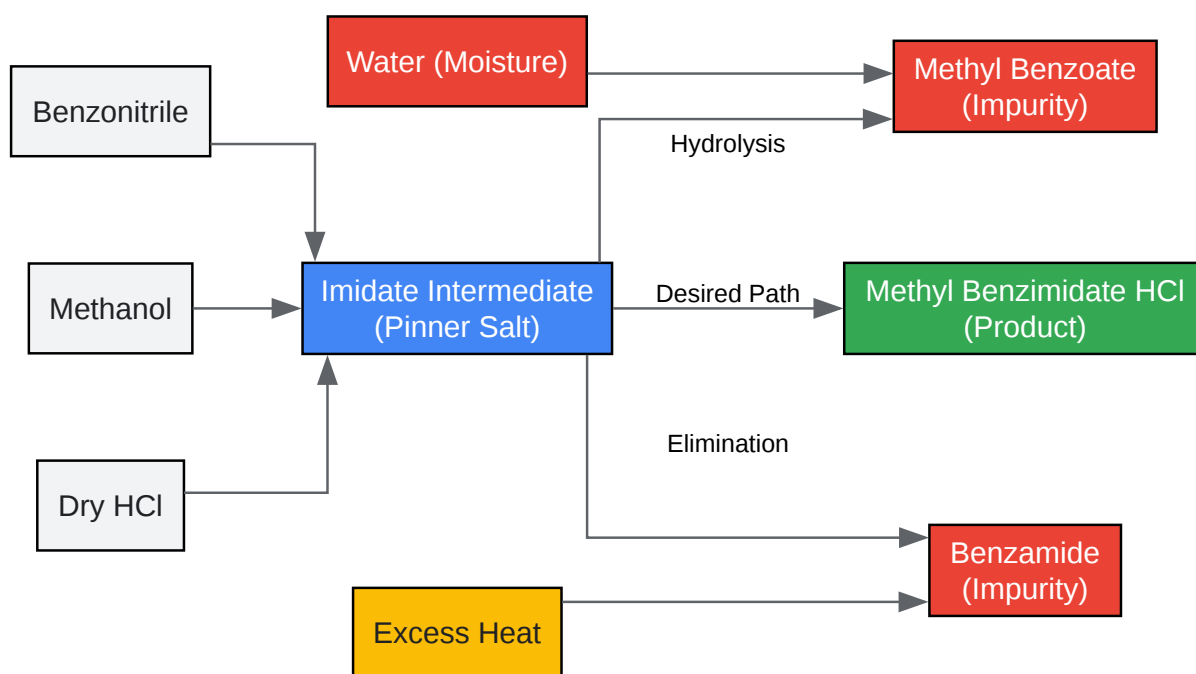 Water (Moisture)
Methyl Benzoate
(Impurity)
Benzonitrile
Hydrolysis
Methanol
Imidate Intermediate
(Pinner Salt)
Desired Path
Methyl Benzimidate HCl
(Product)
Elimination
Dry HCl
Benzamide
(Impurity)
Excess Heat